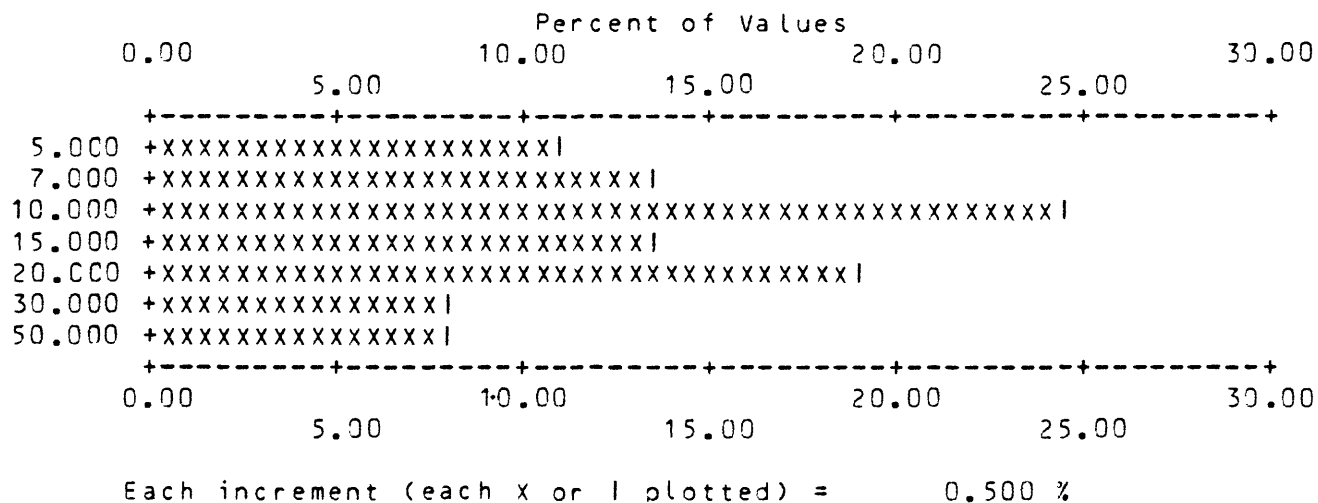 Percent of Values
0.00 10.00 20.00 30.00
5.00 15.00 25.00
+---------+---------+---------+---------+---------+---------+
5.000 +XXXXXXXXXXXXXXXXXXXXX|
7.000 +XXXXXXXXXXXXXXXXXXXXXXXXXX|
10.000 +XXXXXXXXXXXXXXXXXXXXXXXXXXXXXXXXXXXXXXXXXXXXXXXX|
15.000 +XXXXXXXXXXXXXXXXXXXXXXXXXX|
20.000 +XXXXXXXXXXXXXXXXXXXXXXXXXXXXXXXXXXXXX|
30.000 +XXXXXXXXXXXXXXX|
50.000 +XXXXXXXXXXXXXXX|
+---------+---------+---------+---------+---------+---------+
0.00 10.00 20.00 30.00
5.00 15.00 25.00
Each increment (each X or | plotted) = 0.500 %